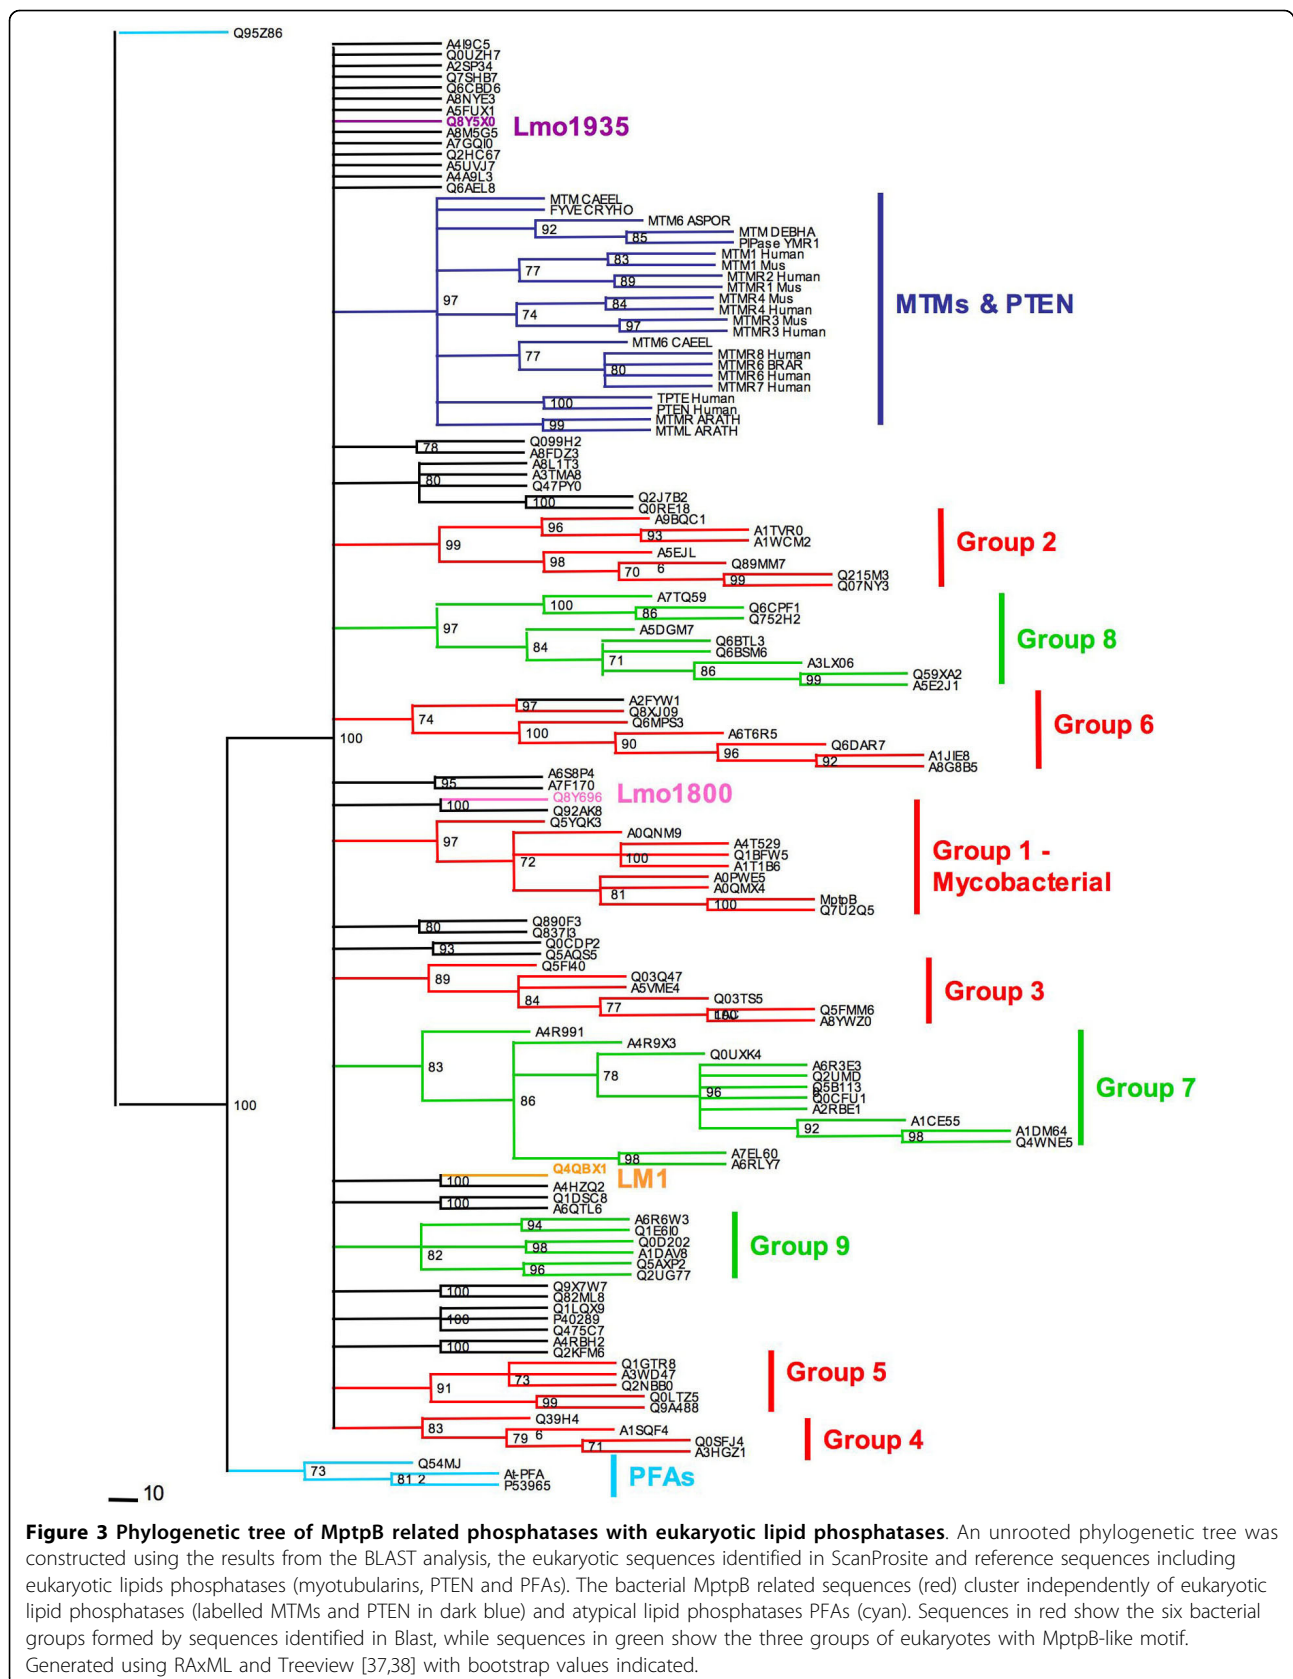 Q95Z86
A4I9C5
Q0UZH7
A2SP34
Q7SHB7
Q6CBD6
A8NYE3
A5FUX1
Q8Y5X0
Lmo1935
A8M5G5
A7GQI0
Q2HC67
A5UVJ7
A4A9L3
Q6AEL8
MTM CAEEL
FYVE CRYHO
MTM6 ASPOR
92
MTM DEBHA
85
PIPase YMR1
MTM1 Human
83
MTM1 Mus
77
MTMR2 Human
89
MTMR1 Mus
97
MTMR4 Mus
84
MTMR4 Human
74
MTMR3 Mus
97
MTMR3 Human
MTMs & PTEN
MTM6 CAEEL
77
MTMR8 Human
MTMR6 BRAR
80
MTMR6 Human
MTMR7 Human
TPTE Human
100
PTEN Human
MTMR ARATH
99
MTML ARATH
Q099H2
78
A8FDZ3
A8L1T3
A3TMA8
80
Q47PY0
Q2J7B2
100
Q0RE18
A9BQC1
96
A1TVR0
93
A1WCM2
99
A5EJL
6
98
Q89MM7
70
Q215M3
99
Q07NY3
Group 2
A7TQ59
100
Q6CPF1
86
Q752H2
97
A5DGM7
84
Q6BTL3
Q6BSM6
71
A3LX06
86
Q59XA2
99
A5E2J1
Group 8
A2FYW1
97
Q8XJ09
74
Q6MPS3
100
A6T6R5
90
Q6DAR7
96
A1JIE8
92
A8G8B5
Group 6
100
A6S8P4
95
A7F170
Q8Y696
Lmo1800
100
Q92AK8
Q5YQK3
97
A0QNM9
72
A4T529
Q1BFW5
100
A1T1B6
A0PWE5
A0QMX4
81
MptpB
100
Q7U2Q5
Group 1 -
Mycobacterial
Q890F3
80
Q837I3
Q0CDP2
93
Q5AQS5
Q5FI40
89
Q03Q47
A5VME4
84
Q03TS5
77
Q5FMM6
A8YWZ0
Group 3
A4R991
83
A4R9X3
86
Q0UXK4
78
A6R3E3
Q2UMD
Q5B113
96
Q0CFU1
A2RBE1
A1CE55
92
A1DM64
98
Q4WNE5
A7EL60
98
A6RLY7
Group 7
100
Q4QBX1
LM1
100
A4HZQ2
Q1DSC8
100
A6QTL6
A6R6W3
94
Q1E6I0
Q0D202
98
A1DAV8
82
Q5AXP2
96
Q2UG77
Group 9
Q9X7W7
100
Q82ML8
Q1LQX9
100
P40289
Q475C7
A4RBH2
100
Q2KFM6
Q1GTR8
A3WD47
73
Q2NBB0
91
Q0LTZ5
99
Q9A488
Group 5
Q39H4
6
83
A1SQF4
79
Q0SFJ4
71
A3HGZ1
Group 4
Q54MJ
2
73
At-PFA
81
P53965
PFAs
10
Figure 3 Phylogenetic tree of MptpB related phosphatases with eukaryotic lipid phosphatases. An unrooted phylogenetic tree was
constructed using the results from the BLAST analysis, the eukaryotic sequences identified in ScanProsite and reference sequences including
eukaryotic lipids phosphatases (myotubularins, PTEN and PFAs). The bacterial MptpB related sequences (red) cluster independently of eukaryotic
lipid phosphatases (labelled MTMs and PTEN in dark blue) and atypical lipid phosphatases PFAs (cyan). Sequences in red show the six bacterial
groups formed by sequences identified in Blast, while sequences in green show the three groups of eukaryotes with MptpB-like motif.
Generated using RAxML and Treeview [37,38] with bootstrap values indicated.